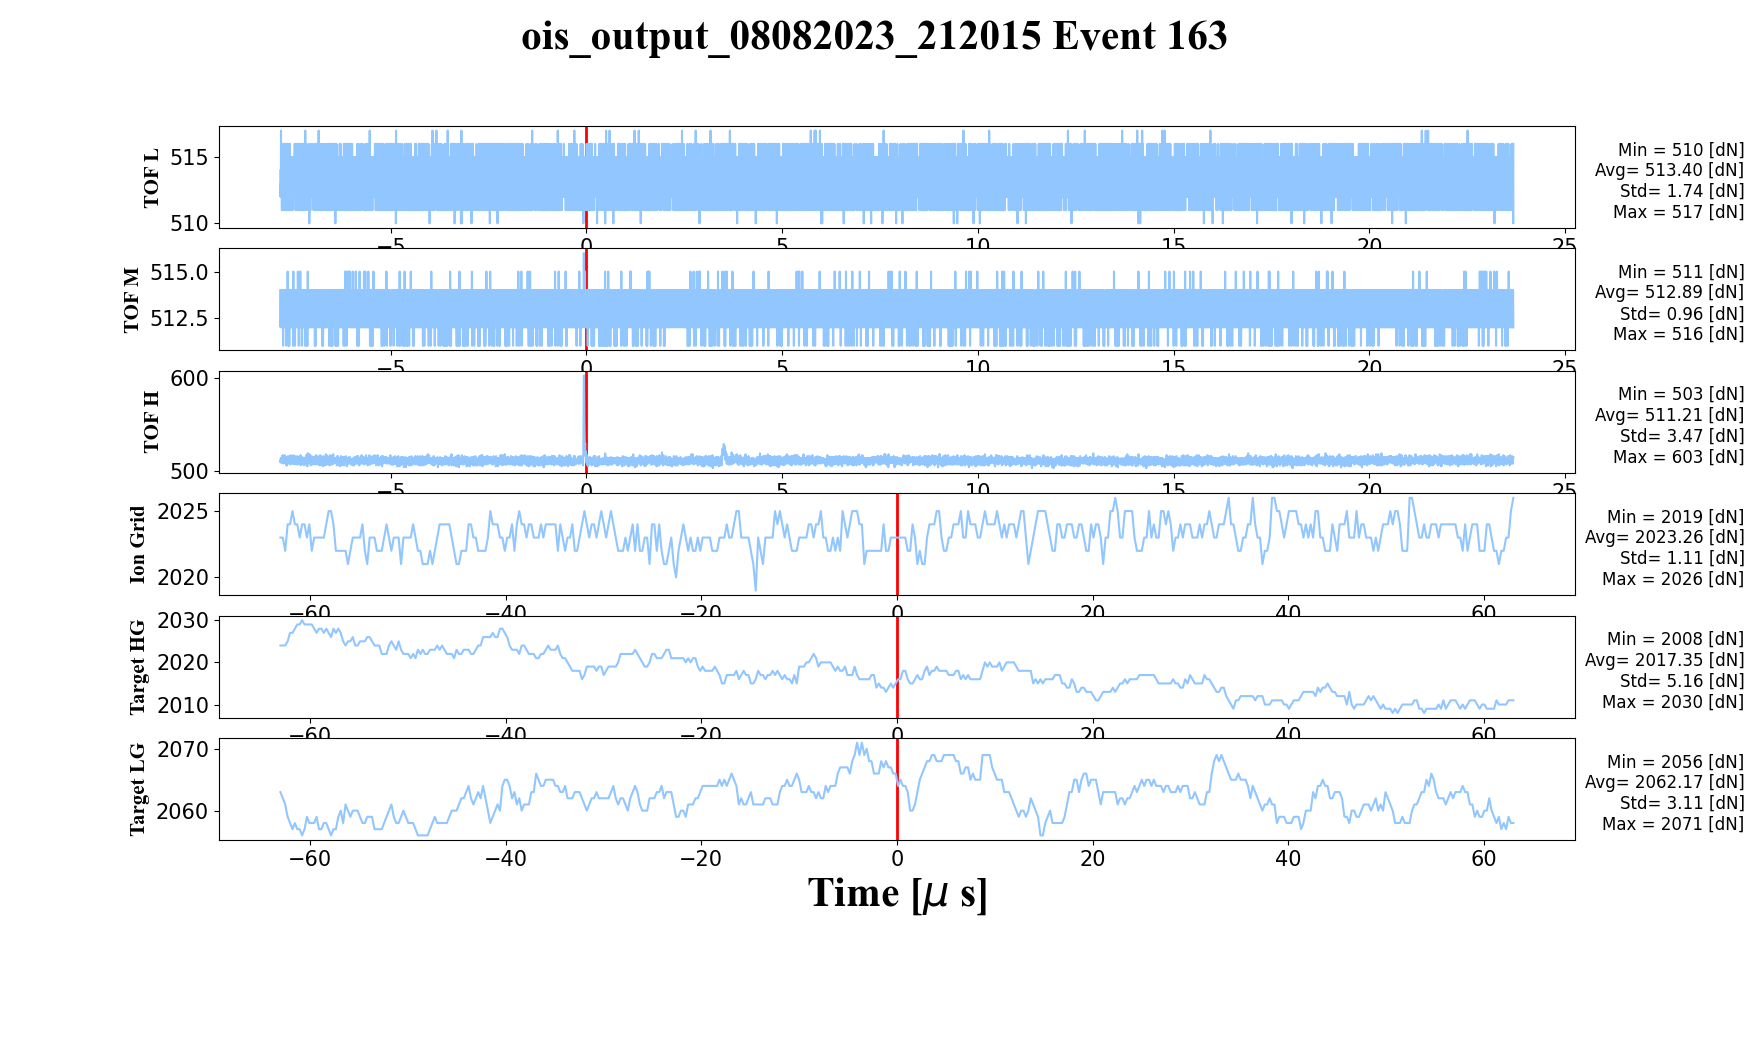 ois_output_08082023_212015 Event 163
TOF L
515
510
Min = 510 [dN]
Avg= 513.40 [dN]
Std= 1.74 [dN]
Max = 517 [dN]
−5 0 5 10 15 20 25
TOF M
515.0
512.5
Min = 511 [dN]
Avg= 512.89 [dN]
Std= 0.96 [dN]
Max = 516 [dN]
−5 0 5 10 15 20 25
TOF H
600
500
Min = 503 [dN]
Avg= 511.21 [dN]
Std= 3.47 [dN]
Max = 603 [dN]
−5 0 5 10 15 20 25
Ion Grid
2025
2020
Min = 2019 [dN]
Avg= 2023.26 [dN]
Std= 1.11 [dN]
Max = 2026 [dN]
−60 −40 −20 0 20 40 60
Target HG
2030
2020
2010
Min = 2008 [dN]
Avg= 2017.35 [dN]
Std= 5.16 [dN]
Max = 2030 [dN]
−60 −40 −20 0 20 40 60
Target LG
2070
2060
Min = 2056 [dN]
Avg= 2062.17 [dN]
Std= 3.11 [dN]
Max = 2071 [dN]
−60 −40 −20 0 20 40 60
Time [μ s]